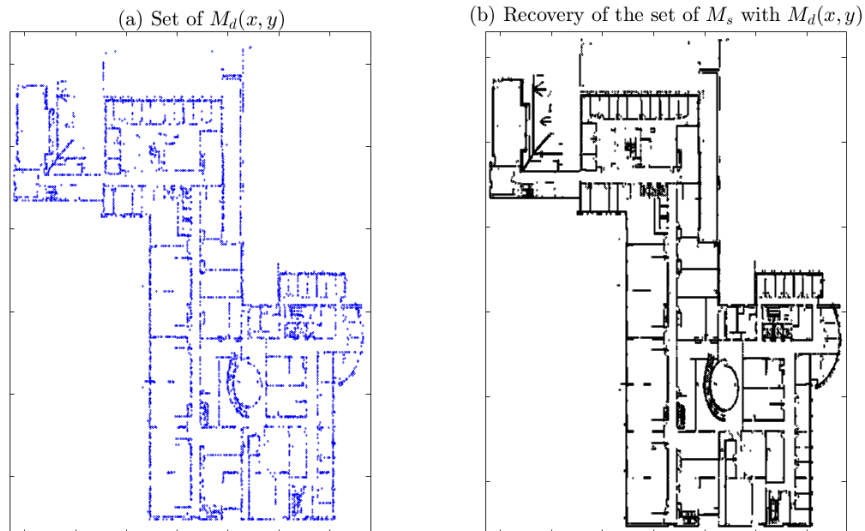 (a) Set of $M_d(x, y)$
(b) Recovery of the set of $M_s$ with $M_d(x, y)$